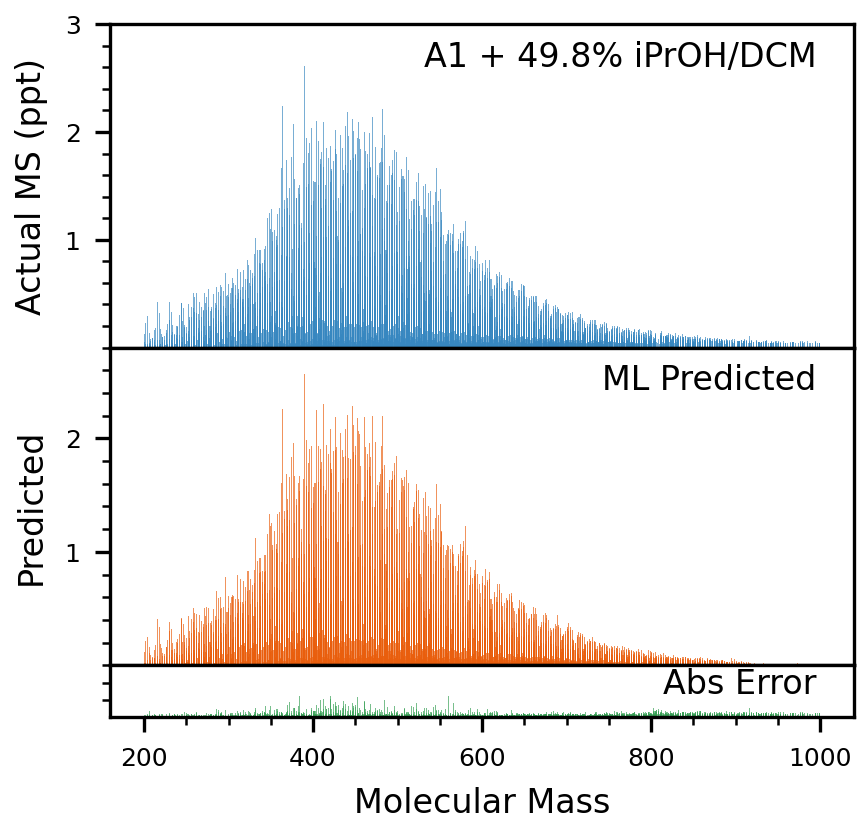 3
A1 + 49.8% iPrOH/DCM
2
Actual MS (ppt)
1
ML Predicted
2
Predicted
1
Abs Error
200 400 600 800 1000
Molecular Mass